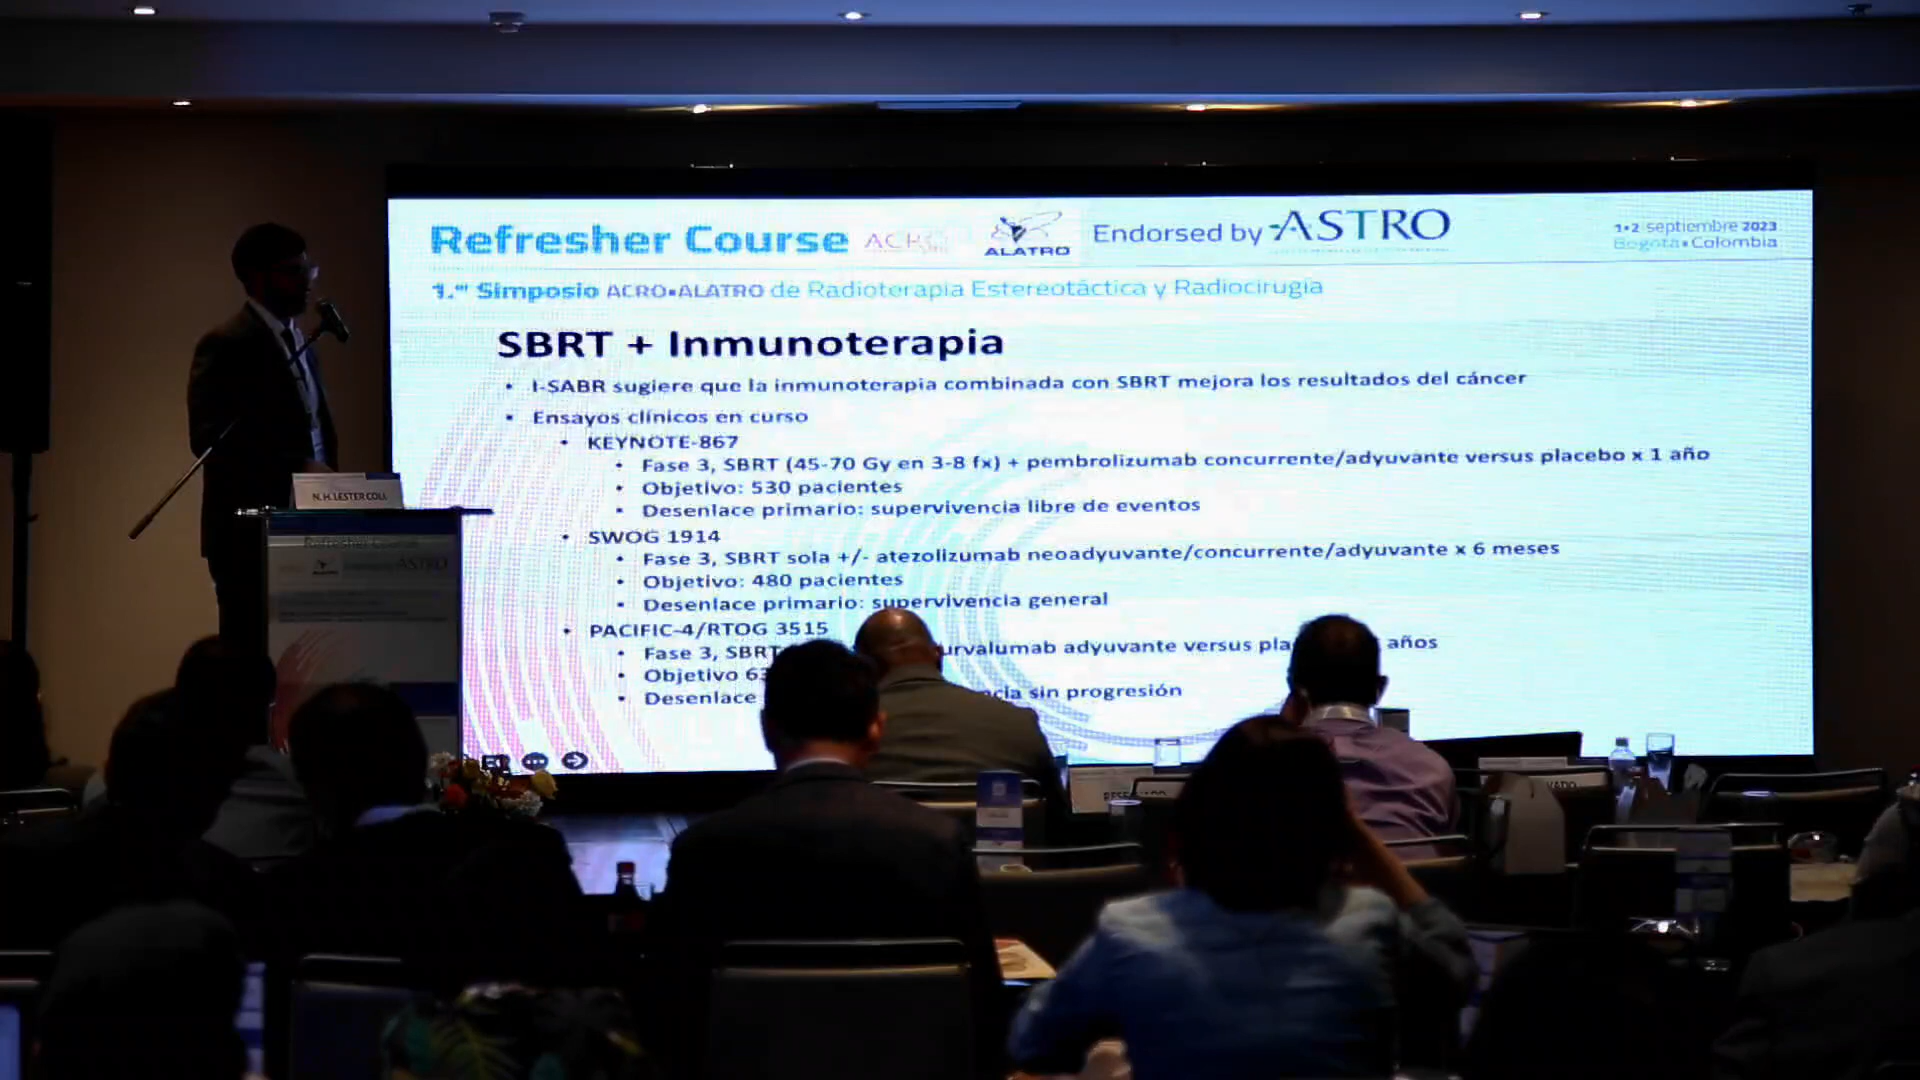 Refresher Course ALATRO Endorsed by ASTRO
1•2 septiembre 2023
Bogotá•Colombia
1.er Simposio ACRO•ALATRO de Radioterapia Estereotáctica y Radiocirugía
SBRT + Inmunoterapia
• I-SABR sugiere que la inmunoterapia combinada con SBRT mejora los resultados del cáncer
• Ensayos clínicos en curso
• KEYNOTE-867
• Fase 3, SBRT (45-70 Gy en 3-8 fx) + pembrolizumab concurrente/adyuvante versus placebo x 1 año
• Objetivo: 530 pacientes
• Desenlace primario: supervivencia libre de eventos
• SWOG 1914
• Fase 3, SBRT sola +/- atezolizumab neoadyuvante/concurrente/adyuvante x 6 meses
• Objetivo: 480 pacientes
• Desenlace primario: supervivencia general
• PACIFIC-4/RTOG 3515
• Fase 3, SBRT adyuvante versus años
• Objetivo
• Desenlace sin progresión
N. H. LESTER COLL
Refresher Course
ASTRO